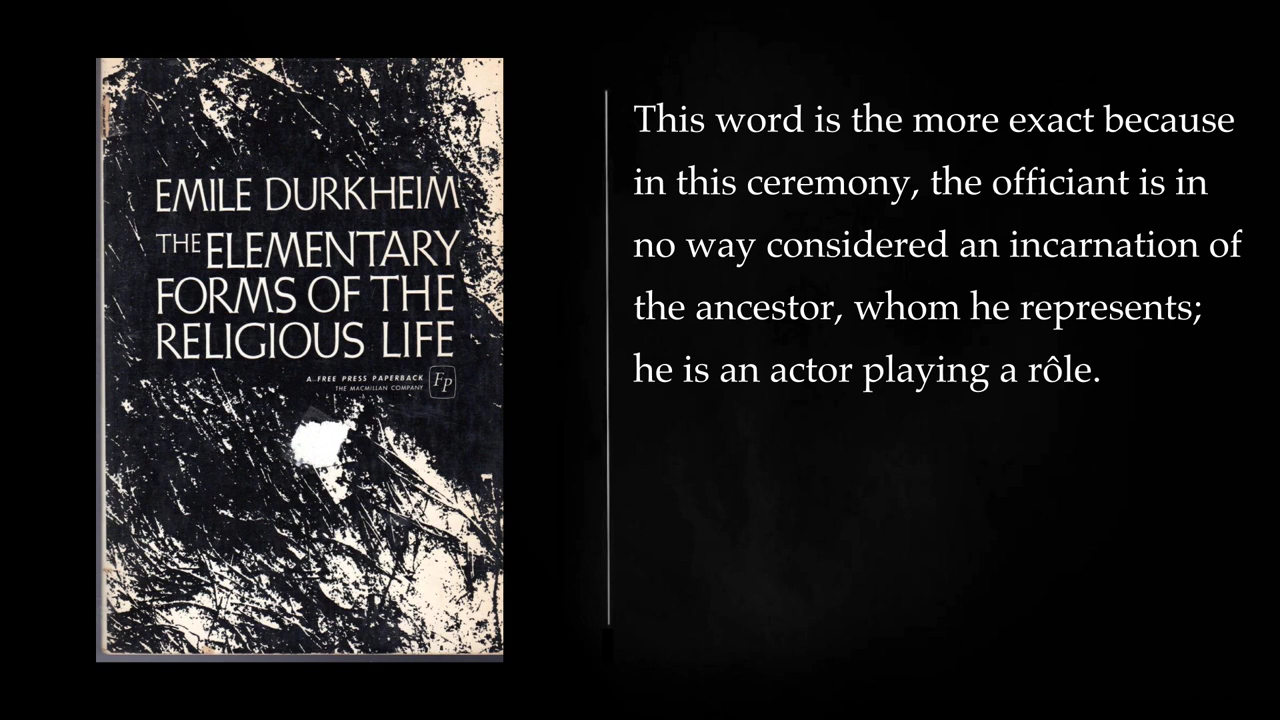 EMILE DURKHEIM
THE ELEMENTARY
FORMS OF THE
RELIGIOUS LIFE
A FREE PRESS PAPERBACK
THE MACMILLAN COMPANY
FP
This word is the more exact because
in this ceremony, the officiant is in
no way considered an incarnation of
the ancestor, whom he represents;
he is an actor playing a rôle.